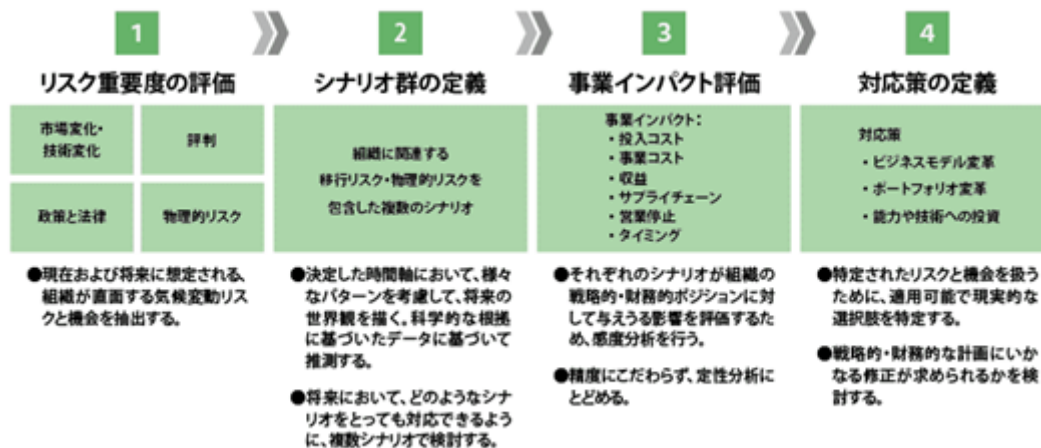 1
リスク重要度の評価
市場変化・
技術変化
評判
政策と法律
物理的リスク
●現在および将来に想定される、
組織が直面する気候変動リス
クと機会を抽出する。
2
シナリオ群の定義
組織に関連する
移行リスク・物理的リスクを
包含した複数のシナリオ
●決定した時間軸において、様々
なパターンを考慮して、将来の
世界観を描く。科学的な根拠
に基づいたデータに基づいて
推測する。
●将来において、どのようなシナ
リオをとっても対応できるよう
に、複数シナリオで検討する。
3
事業インパクト評価
事業インパクト：
・投入コスト
・事業コスト
・収益
・サプライチェーン
・営業停止
・タイミング
●それぞれのシナリオが組織の
戦略的・財務的ポジションに対
して与えうる影響を評価するた
め、感度分析を行う。
●精度にこだわらず、定性分析に
とどめる。
4
対応策の定義
対応策
・ビジネスモデル変革
・ポートフォリオ変革
・能力や技術への投資
●特定されたリスクと機会を扱う
ために、適用可能で現実的な
選択肢を特定する。
●戦略的・財務的な計画にいか
なる修正が求められるかを検
討する。